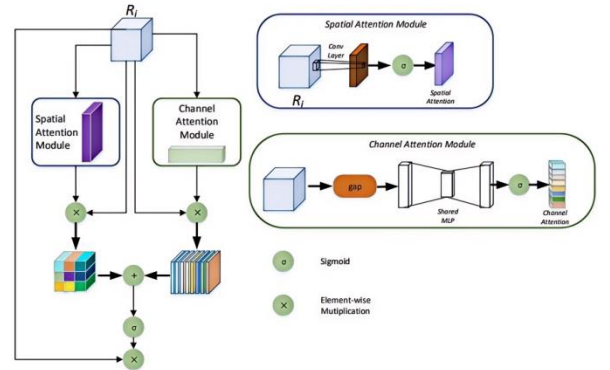 R_i
Spatial
Attention
Module
Channel
Attention
Module
×
×
+
σ
×
Spatial Attention Module
Conv
Layer
σ
R_i
Spatial
Attention
Channel Attention Module
gap
σ
Shared
MLP
Channel
Attention
σ Sigmoid
× Element-wise
Mutiplication